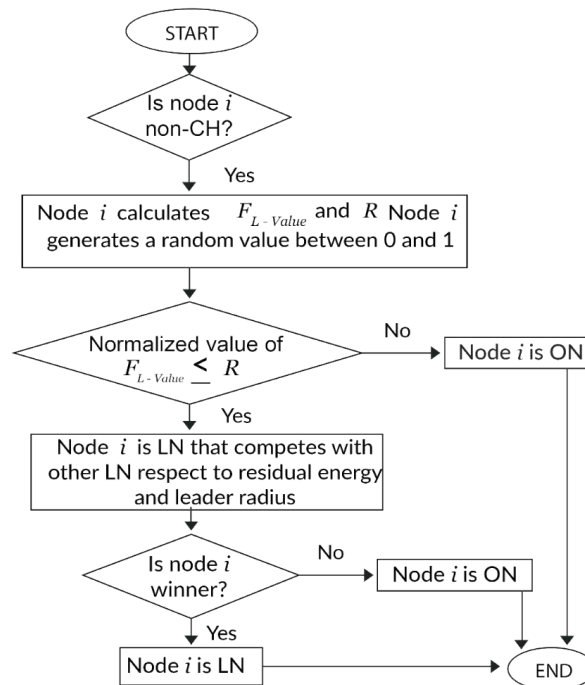 START
Is node i
non-CH?
Yes
Node i calculates F_{L - Value} and R Node i
generates a random value between 0 and 1
Normalized value of
F_{L - Value} ≤ R
No
Node i is ON
Yes
Node i is LN that competes with
other LN respect to residual energy
and leader radius
Is node i
winner?
No
Node i is ON
Yes
Node i is LN
END